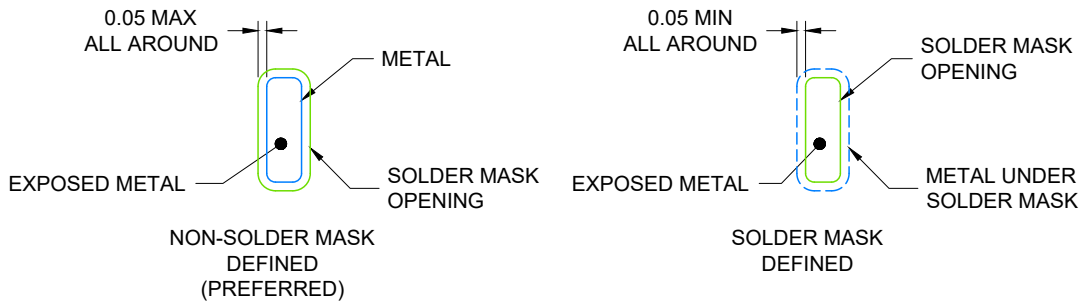 0.05 MAX
ALL AROUND
METAL
EXPOSED METAL
SOLDER MASK
OPENING
NON-SOLDER MASK
DEFINED
(PREFERRED)
0.05 MIN
ALL AROUND
SOLDER MASK
OPENING
EXPOSED METAL
METAL UNDER
SOLDER MASK
SOLDER MASK
DEFINED